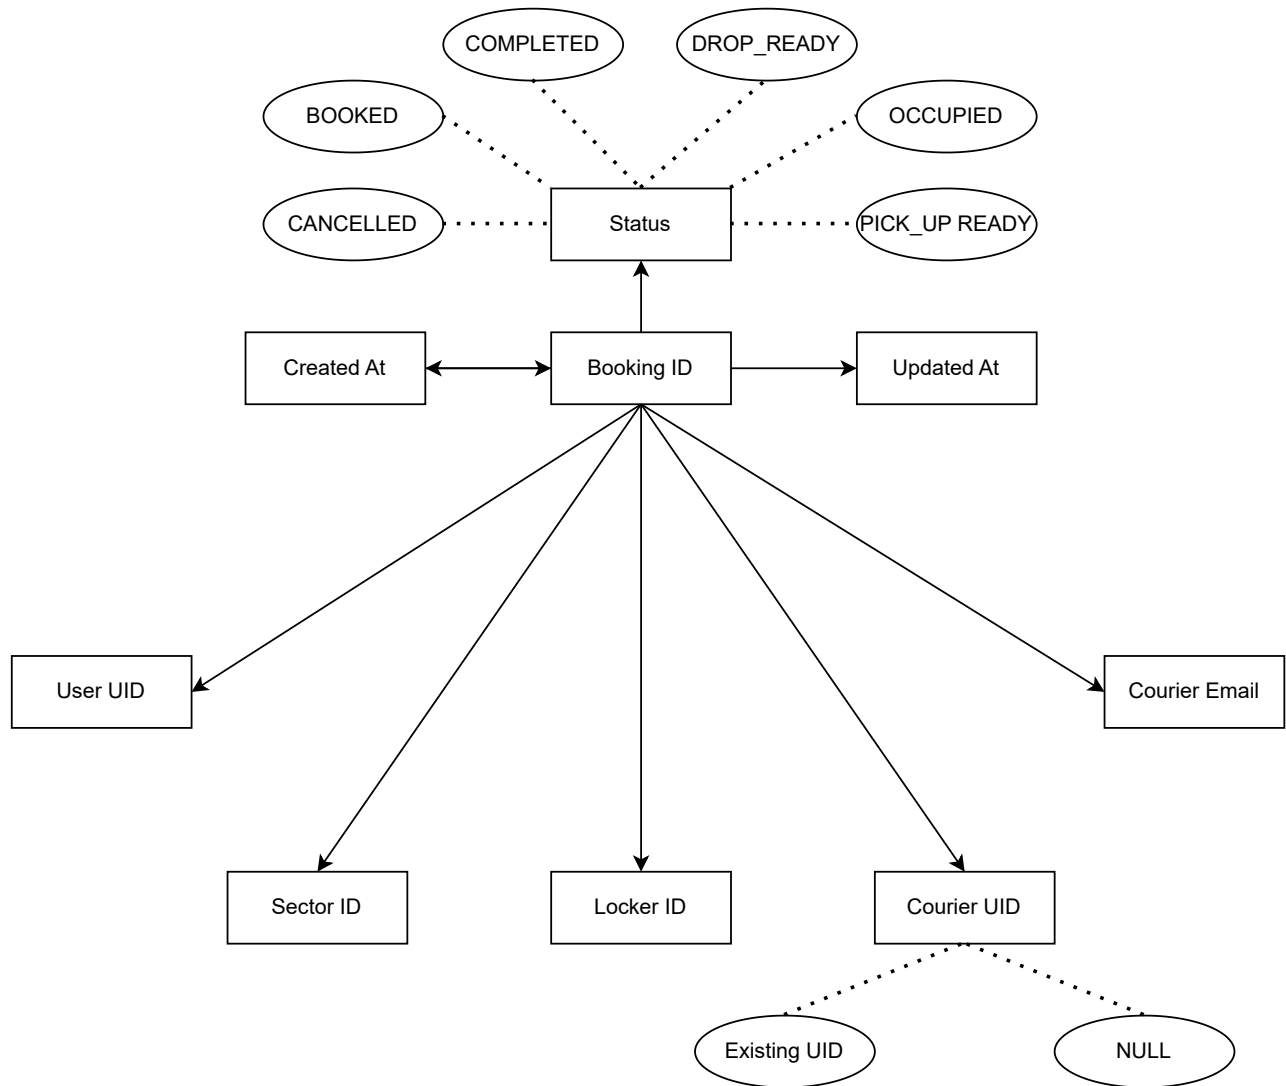 COMPLETED
DROP_READY
BOOKED
OCCUPIED
CANCELLED
Status
PICK_UP READY
Created At
Booking ID
Updated At
User UID
Courier Email
Sector ID
Locker ID
Courier UID
Existing UID
NULL